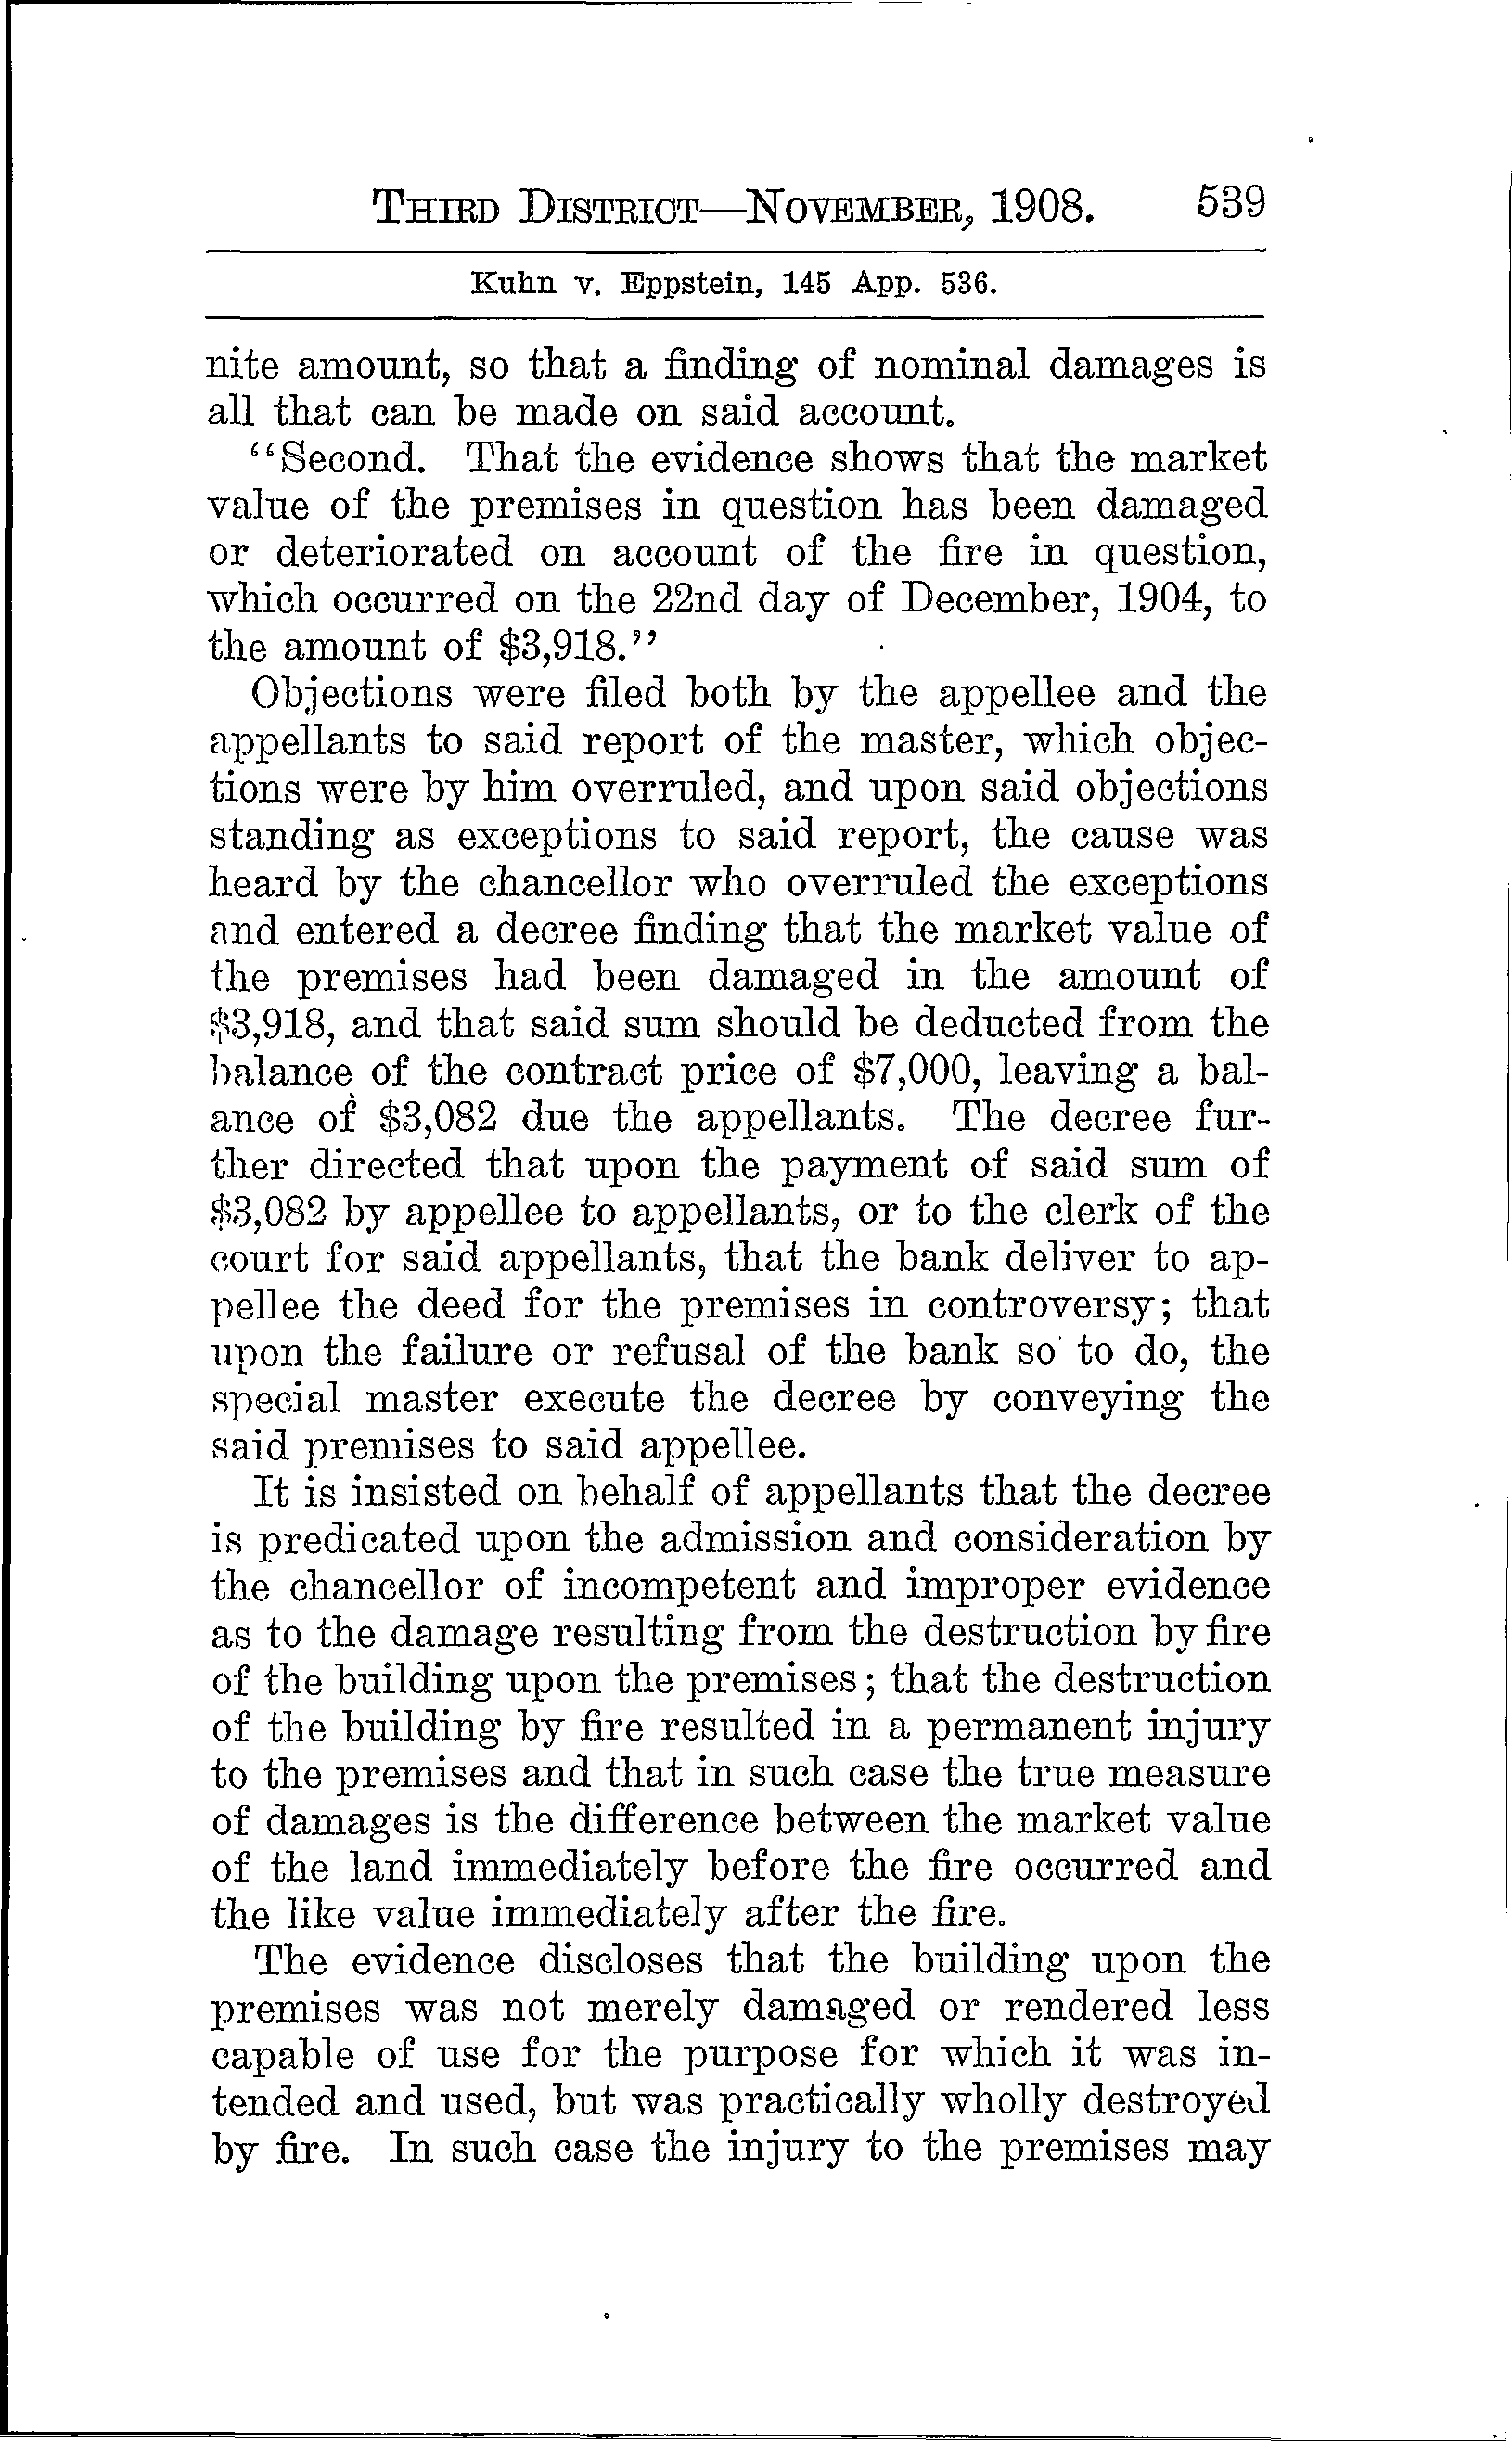 THIRD DISTRICT—NOVEMBER, 1908. 539
Kuhn v. Eppstein, 145 App. 536.
nite amount, so that a finding of nominal damages is
all that can be made on said account.
“Second. That the evidence shows that the market
value of the premises in question has been damaged
or deteriorated on account of the fire in question,
which occurred on the 22nd day of December, 1904, to
the amount of $3,918.”
Objections were filed both by the appellee and the
appellants to said report of the master, which objec-
tions were by him overruled, and upon said objections
standing as exceptions to said report, the cause was
heard by the chancellor who overruled the exceptions
and entered a decree finding that the market value of
the premises had been damaged in the amount of
$3,918, and that said sum should be deducted from the
balance of the contract price of $7,000, leaving a bal-
ance of $3,082 due the appellants. The decree fur-
ther directed that upon the payment of said sum of
$3,082 by appellee to appellants, or to the clerk of the
court for said appellants, that the bank deliver to ap-
pellee the deed for the premises in controversy; that
upon the failure or refusal of the bank so to do, the
special master execute the decree by conveying the
said premises to said appellee.
It is insisted on behalf of appellants that the decree
is predicated upon the admission and consideration by
the chancellor of incompetent and improper evidence
as to the damage resulting from the destruction by fire
of the building upon the premises; that the destruction
of the building by fire resulted in a permanent injury
to the premises and that in such case the true measure
of damages is the difference between the market value
of the land immediately before the fire occurred and
the like value immediately after the fire.
The evidence discloses that the building upon the
premises was not merely damaged or rendered less
capable of use for the purpose for which it was in-
tended and used, but was practically wholly destroyed
by fire. In such case the injury to the premises may